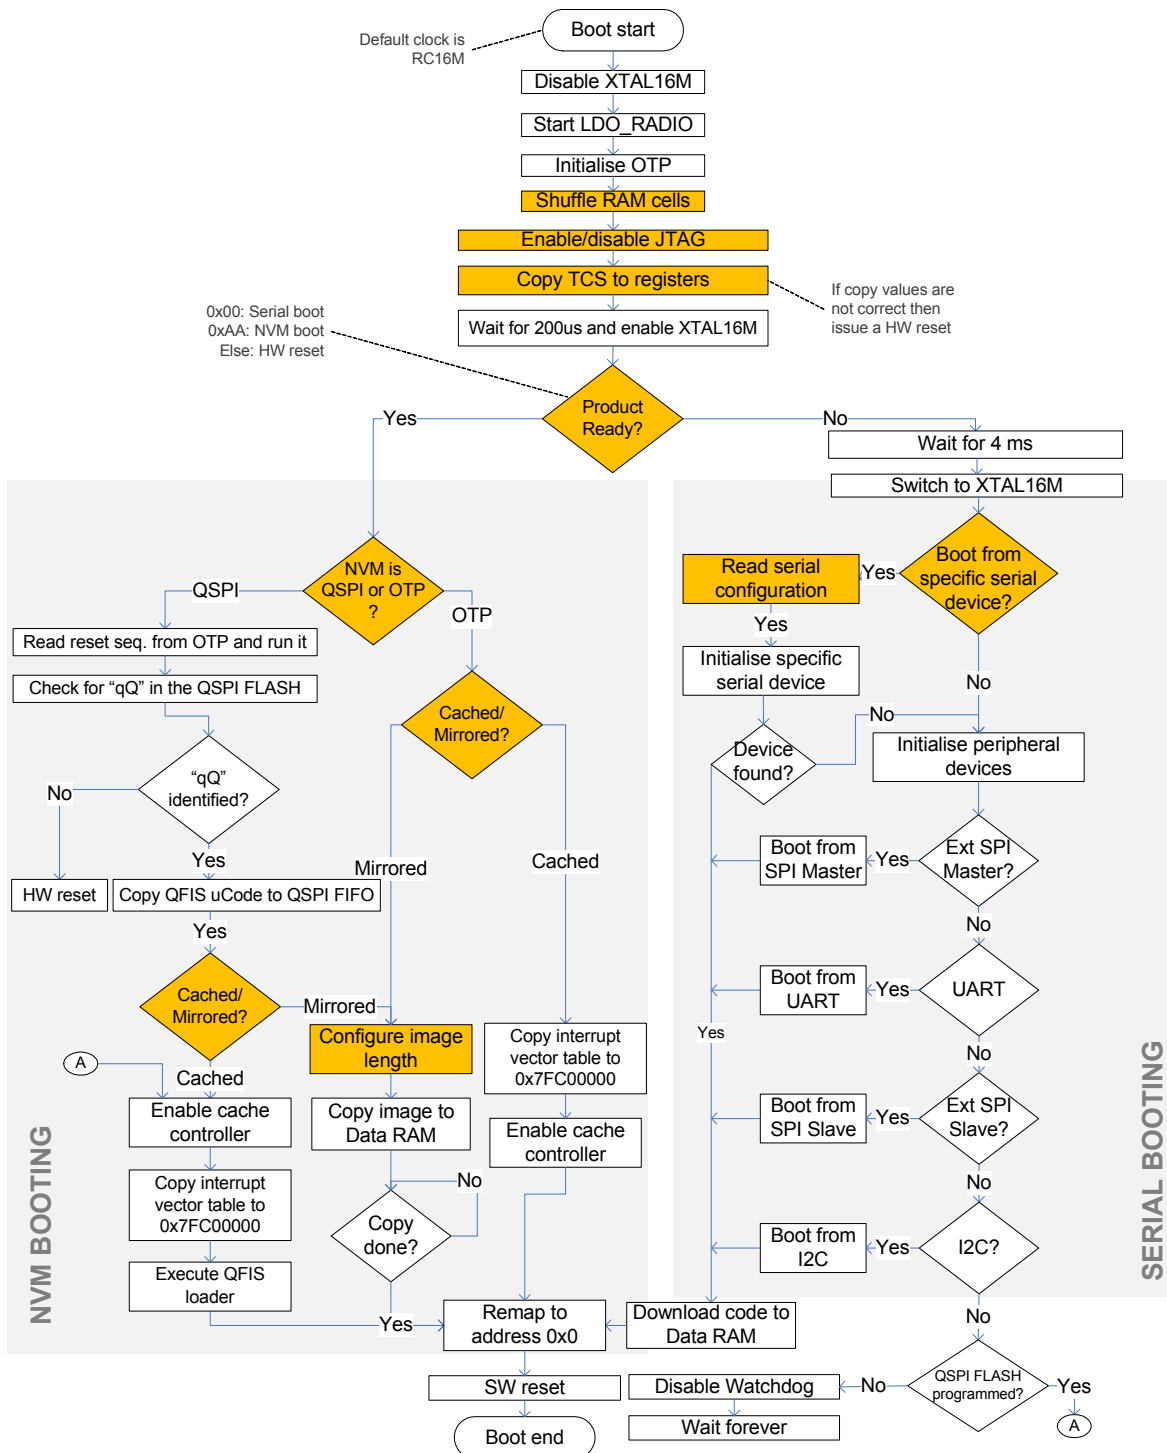 Boot start
Default clock is
RC16M
Disable XTAL16M
Start LDO_RADIO
Initialise OTP
Shuffle RAM cells
Enable/disable JTAG
Copy TCS to registers
If copy values are
not correct then
issue a HW reset
0x00: Serial boot
0xAA: NVM boot
Else: HW reset
Wait for 200us and enable XTAL16M
Product
Ready?
Yes
No
Wait for 4 ms
Switch to XTAL16M
NVM is
QSPI or OTP
?
QSPI
OTP
Read reset seq. from OTP and run it
Check for “qQ” in the QSPI FLASH
“qQ”
identified?
No
Yes
HW reset
Copy QFIS uCode to QSPI FIFO
Yes
Cached/
Mirrored?
Mirrored
Cached
A
Enable cache
controller
Copy interrupt
vector table to
0x7FC00000
Execute QFIS
loader
Cached/
Mirrored?
Mirrored
Cached
Configure image
length
Copy image to
Data RAM
Copy
done?
No
Yes
Copy interrupt
vector table to
0x7FC00000
Enable cache
controller
Remap to
address 0x0
SW reset
Boot end
NVM BOOTING
Boot from
specific serial
device?
Yes
No
Read serial
configuration
Yes
Initialise specific
serial device
Device
found?
No
Yes
Initialise peripheral
devices
Ext SPI
Master?
Yes
Boot from
SPI Master
No
UART
Yes
Boot from
UART
No
Ext SPI
Slave?
Yes
Boot from
SPI Slave
No
I2C?
Yes
Boot from
I2C
No
Download code to
Data RAM
QSPI FLASH
programmed?
No
Yes
A
Disable Watchdog
Wait forever
SERIAL BOOTING